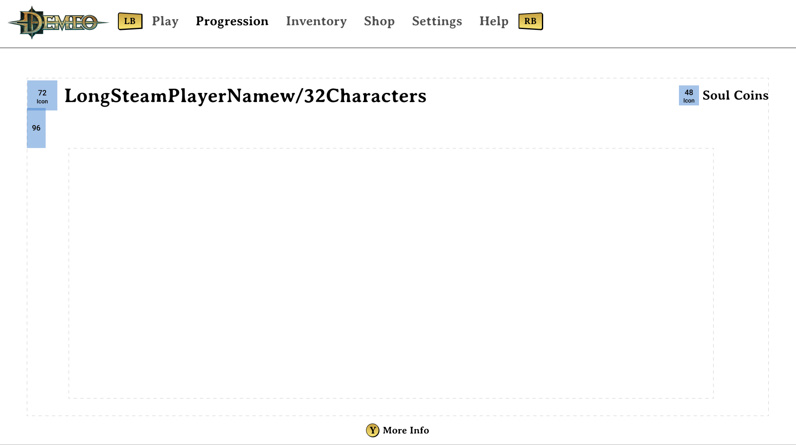 DEMEO LB Play Progression Inventory Shop Settings Help RB
72
Icon
LongSteamPlayerNamew/32Characters
48
Icon
Soul Coins
96
Y More Info